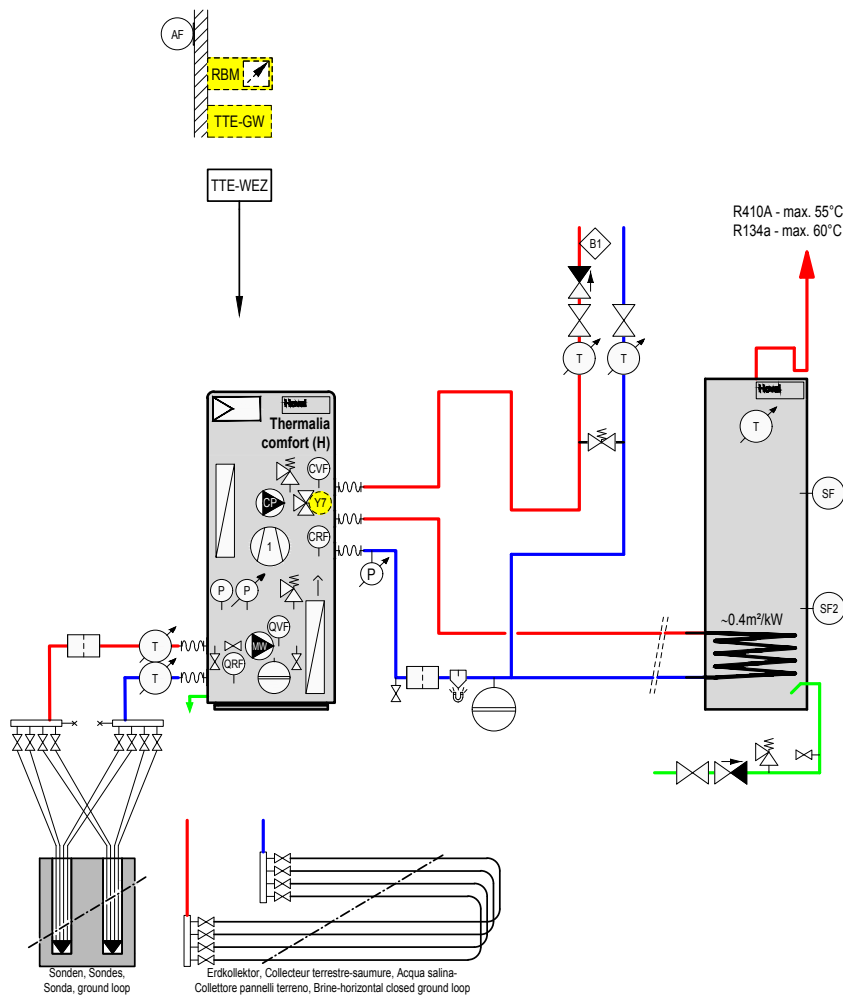 AF
RBM
TTE-GW
TTE-WEZ
R410A - max. 55°C
R134a - max. 60°C
B1
T
T
Hoval
Thermalia
comfort (H)
CVF
CP
Y7
1
CRF
P
P
P
QVF
MW
QRF
T
T
Hoval
T
SF
SF2
~0.4m²/kW
Sonden, Sondes,
Sonda, ground loop
Erdkollektor, Collecteur terrestre-saumure, Acqua salina-
Collettore pannelli terreno, Brine-horizontal closed ground loop